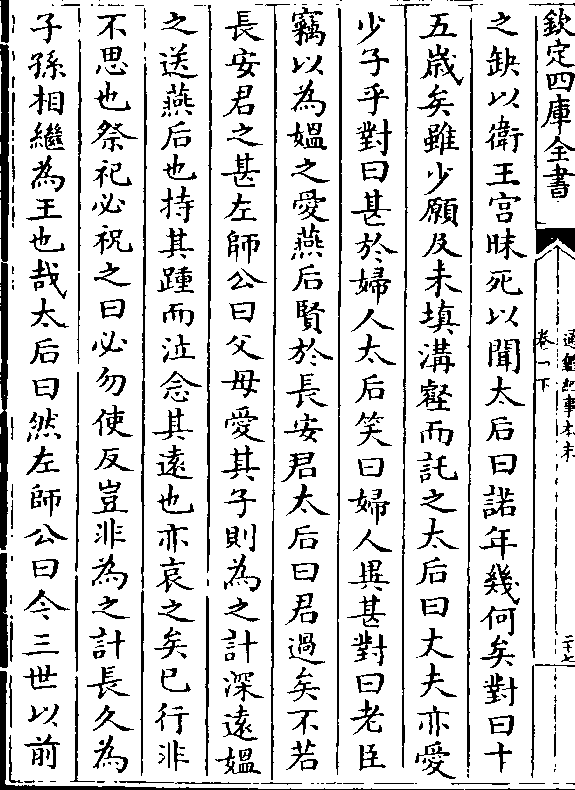 欽定四庫全書
通鑑紀事本末
卷一下
二十七
之缺以衛王宮昧死以聞太后曰諾年幾何矣對曰十
五歲矣雖少願及未填溝壑而託之太后曰丈夫亦愛
少子乎對曰甚於婦人太后笑曰婦人異甚對曰老臣
竊以為媼之愛燕后賢於長安君太后曰君過矣不若
長安君之甚左師公曰父母愛其子則為之計深遠媼
之送燕后也持其踵而泣念其遠也亦哀之矣已行非
不思也祭祀必祝之曰必勿使反豈非為之計長久為
子孫相繼為王也哉太后曰然左師公曰今三世以前